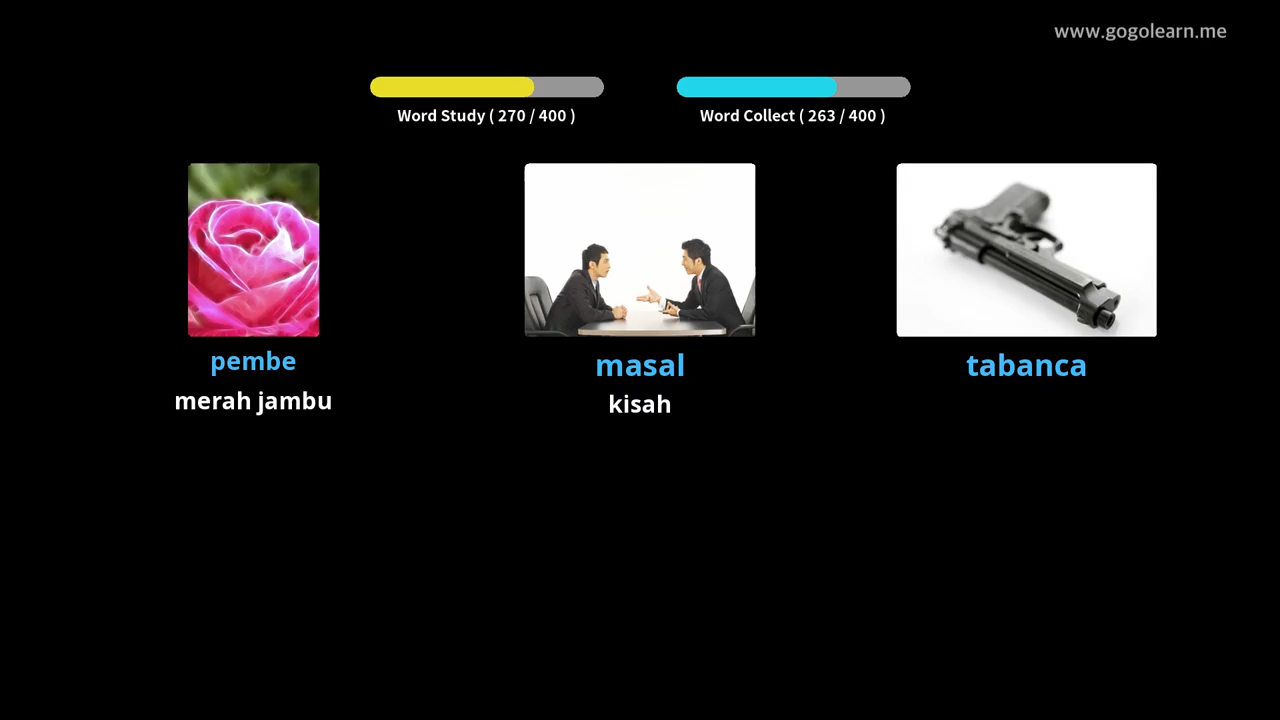 www.gogolearn.me
Word Study ( 270 / 400 )
Word Collect ( 263 / 400 )
pembe
merah jambu
masal
kisah
tabanca